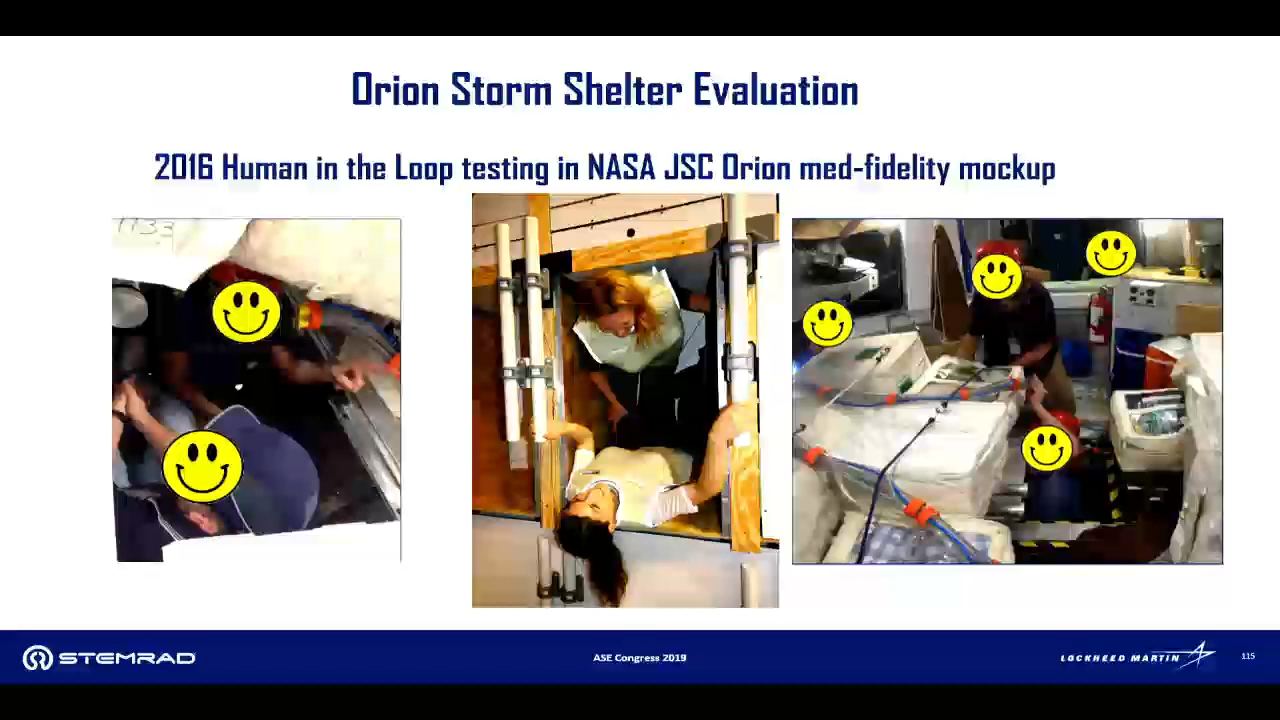 Orion Storm Shelter Evaluation
2016 Human in the Loop testing in NASA JSC Orion med-fidelity mockup
STEMRAD
ASE Congress 2019
LOCKHEED MARTIN
115